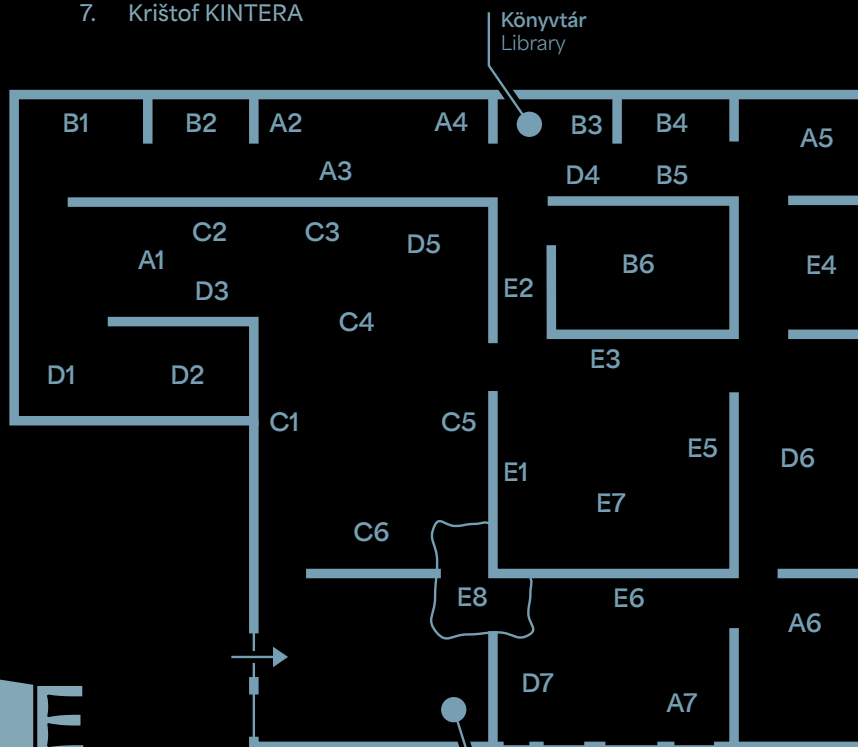 7. Krištof KINTERA
Könyvtár
Library
B1 B2 A2 A4 B3 B4 A5
A3 D4 B5
C2 C3 D5
A1 B6 E4
D3 E2
C4
E3
D1 D2
C1 C5
E5 D6
E1
E7
C6
E8 E6
A6
D7
A7